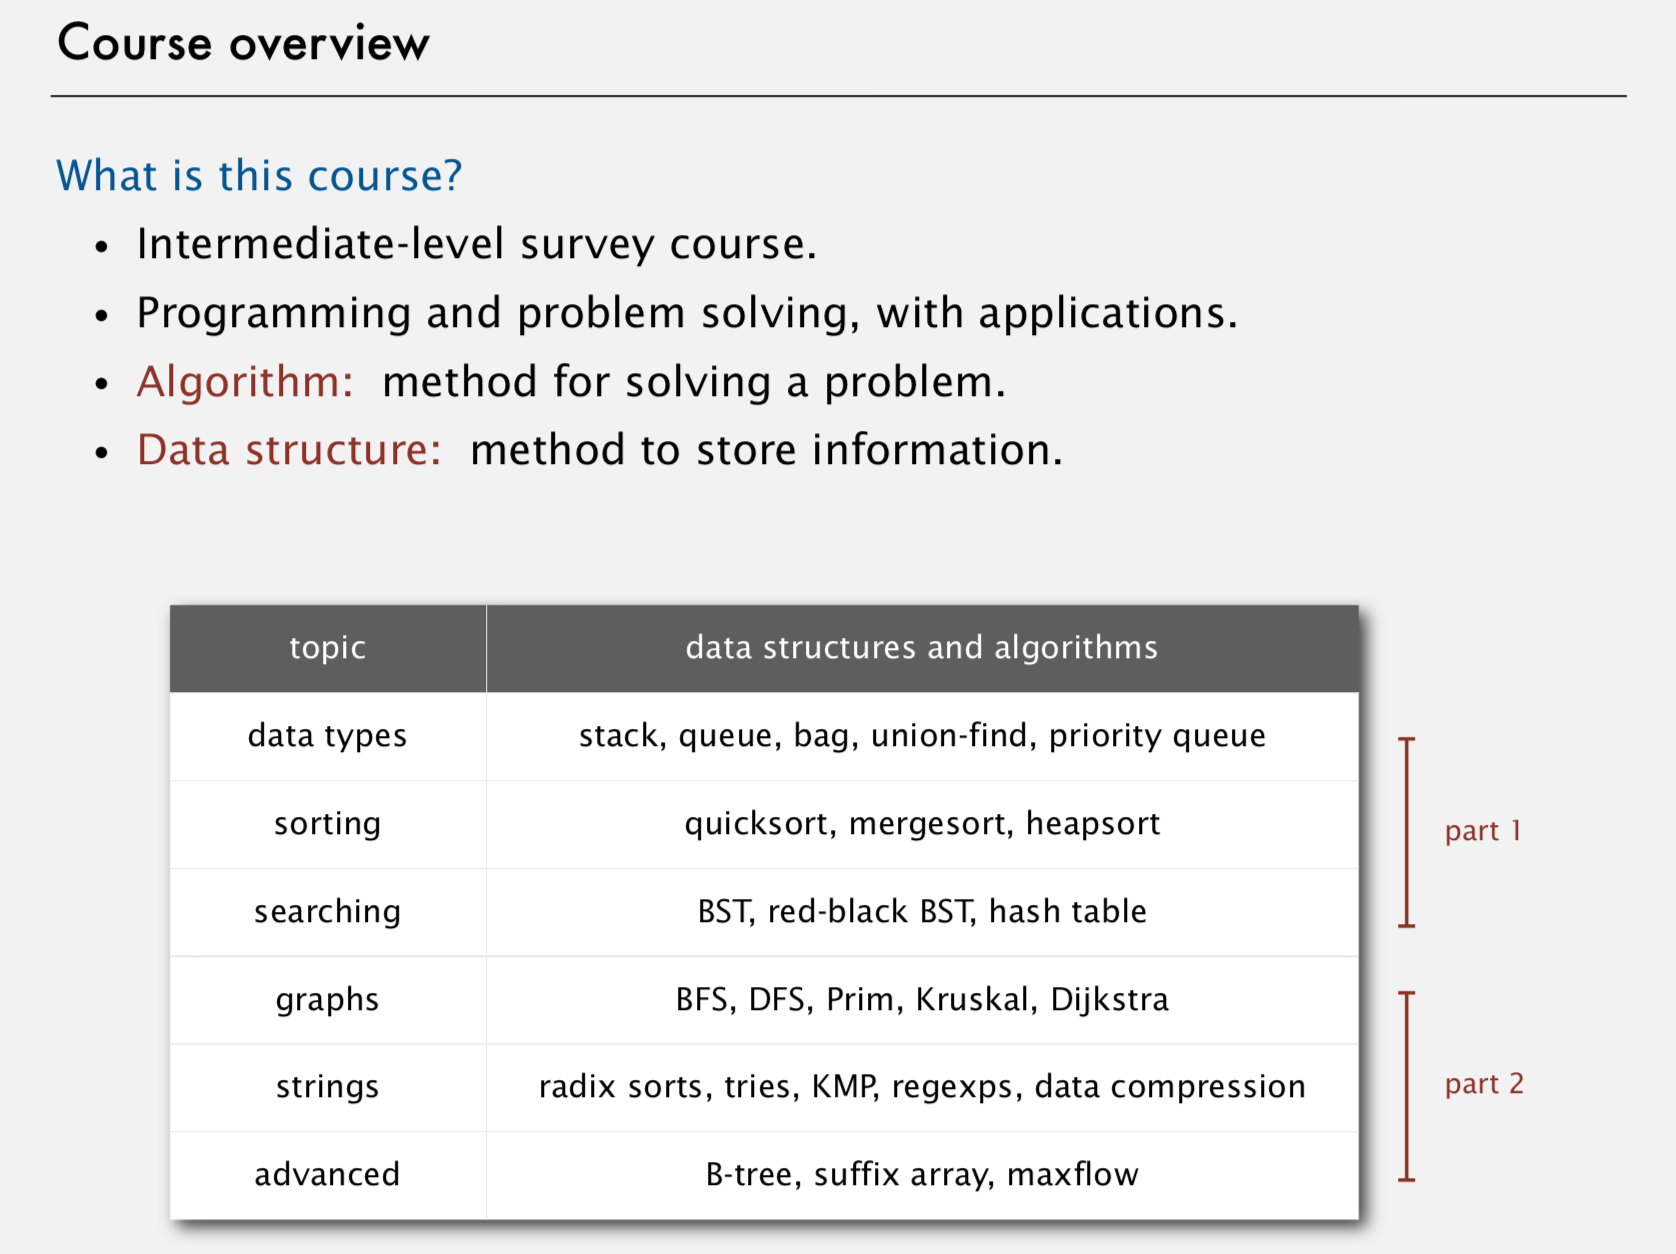 Course overview
What is this course?
• Intermediate-level survey course.
• Programming and problem solving, with applications.
• Algorithm: method for solving a problem.
• Data structure: method to store information.
topic data structures and algorithms
data types stack, queue, bag, union-find, priority queue
sorting quicksort, mergesort, heapsort
part 1
searching BST, red-black BST, hash table
graphs BFS, DFS, Prim, Kruskal, Dijkstra
strings radix sorts, tries, KMP, regexps, data compression
part 2
advanced B-tree, suffix array, maxflow